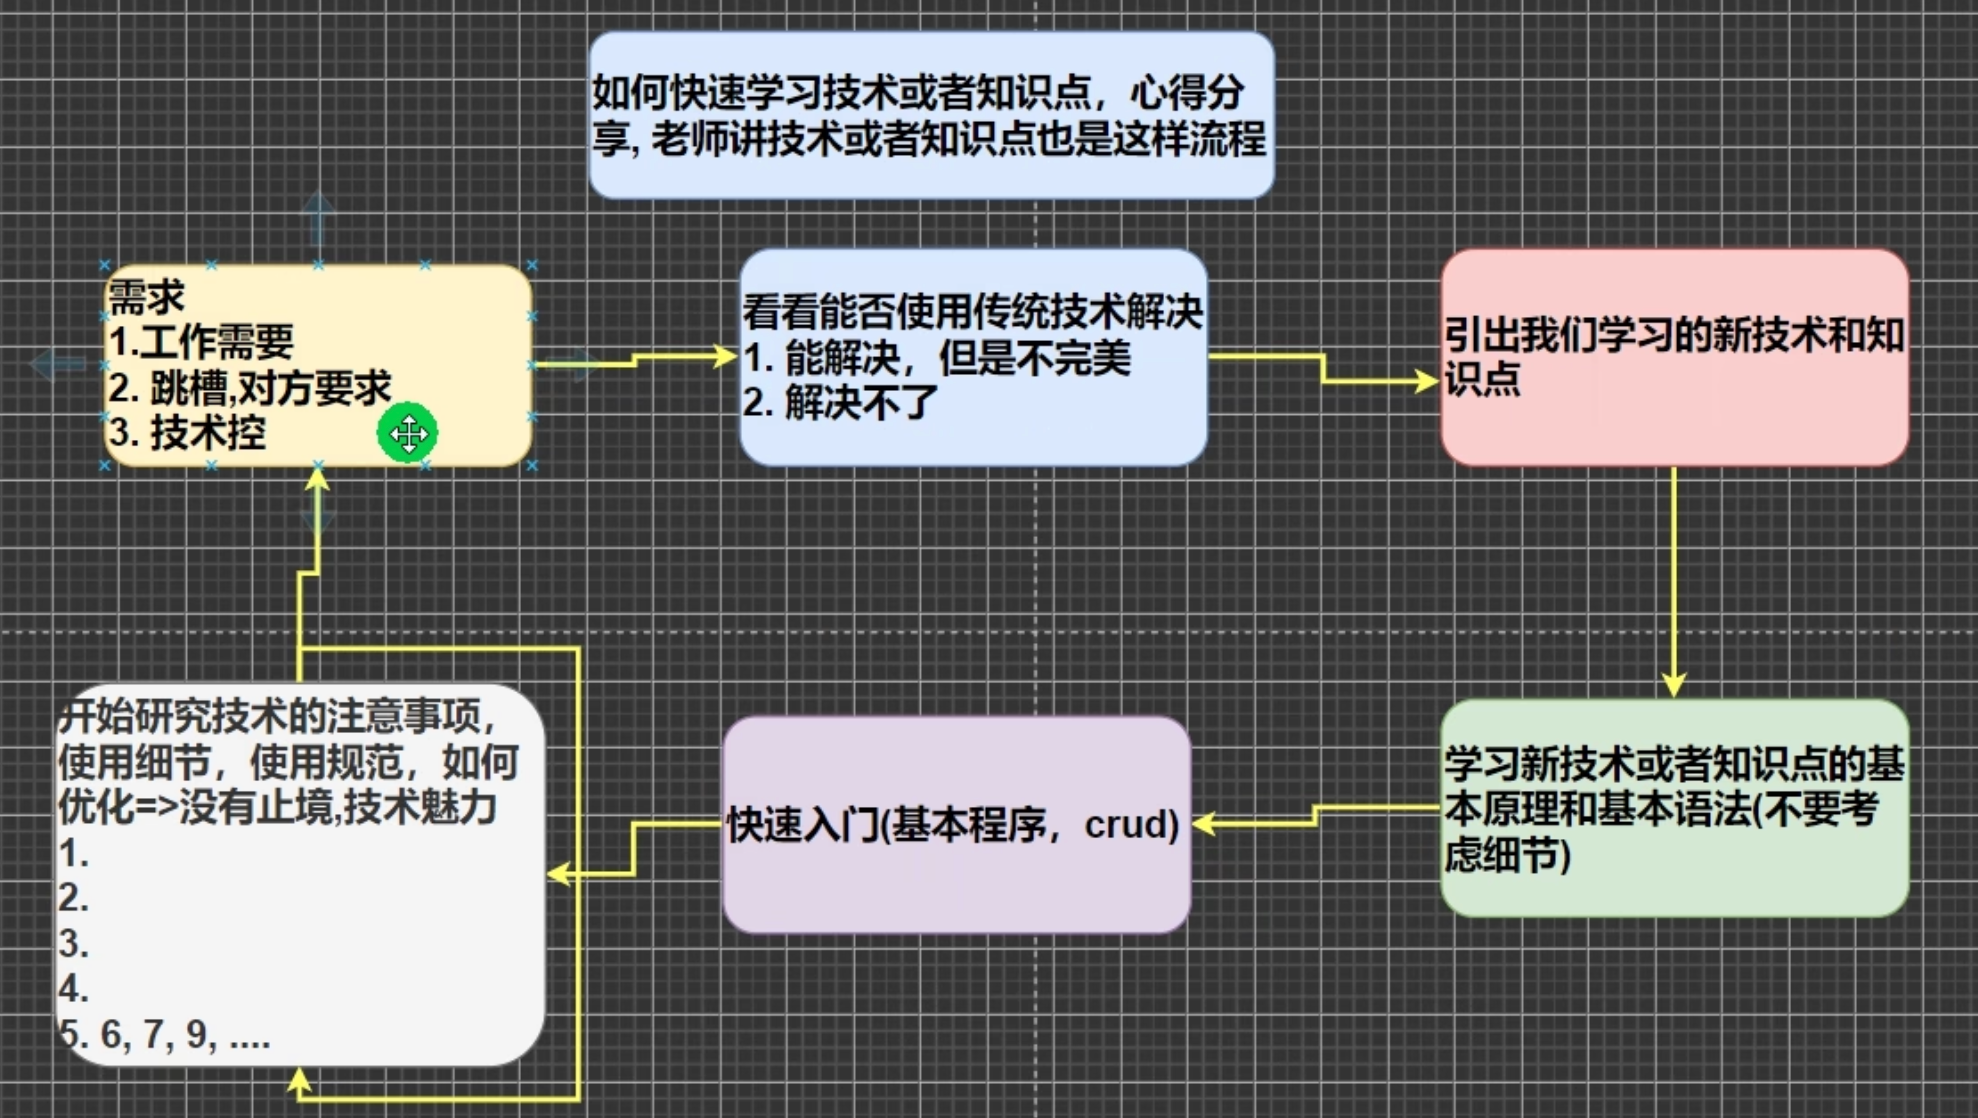 如何快速学习技术或者知识点，心得分
享, 老师讲技术或者知识点也是这样流程
需求
1.工作需要
2. 跳槽,对方要求
3. 技术控
看看能否使用传统技术解决
1. 能解决，但是不完美
2. 解决不了
引出我们学习的新技术和知
识点
学习新技术或者知识点的基
本原理和基本语法(不要考
虑细节)
快速入门(基本程序，crud)
开始研究技术的注意事项，
使用细节，使用规范，如何
优化=>没有止境,技术魅力
1.
2.
3.
4.
5. 6, 7, 9, ....